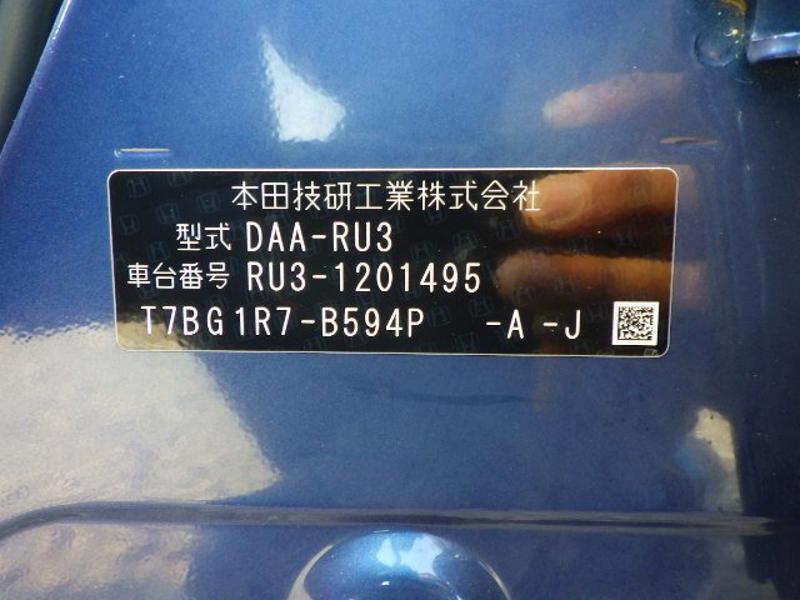 本田技研工業株式会社
型式 DAA-RU3
車台番号 RU3-1201495
T7BG1R7-B594P -A -J